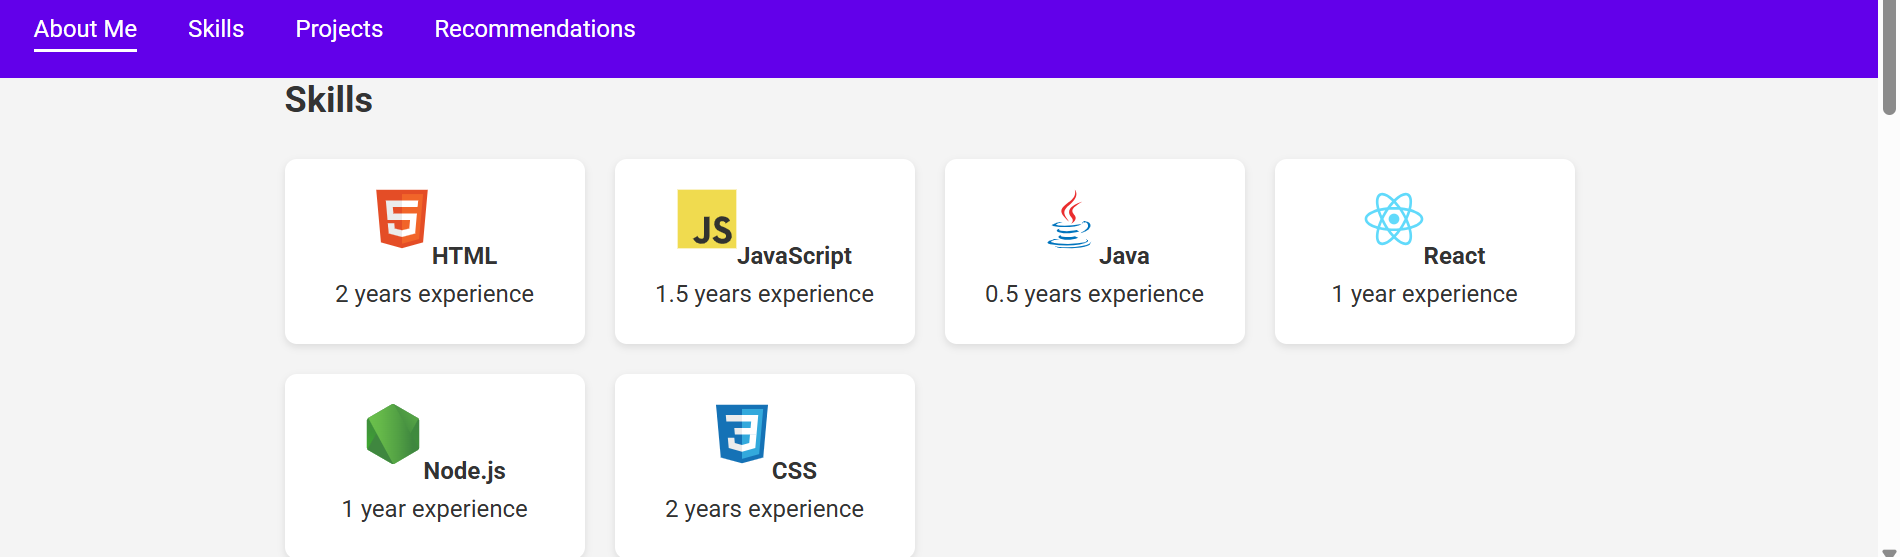 About Me Skills Projects Recommendations
Skills
HTML
2 years experience
JS JavaScript
1.5 years experience
Java
0.5 years experience
React
1 year experience
Node.js
1 year experience
CSS
2 years experience